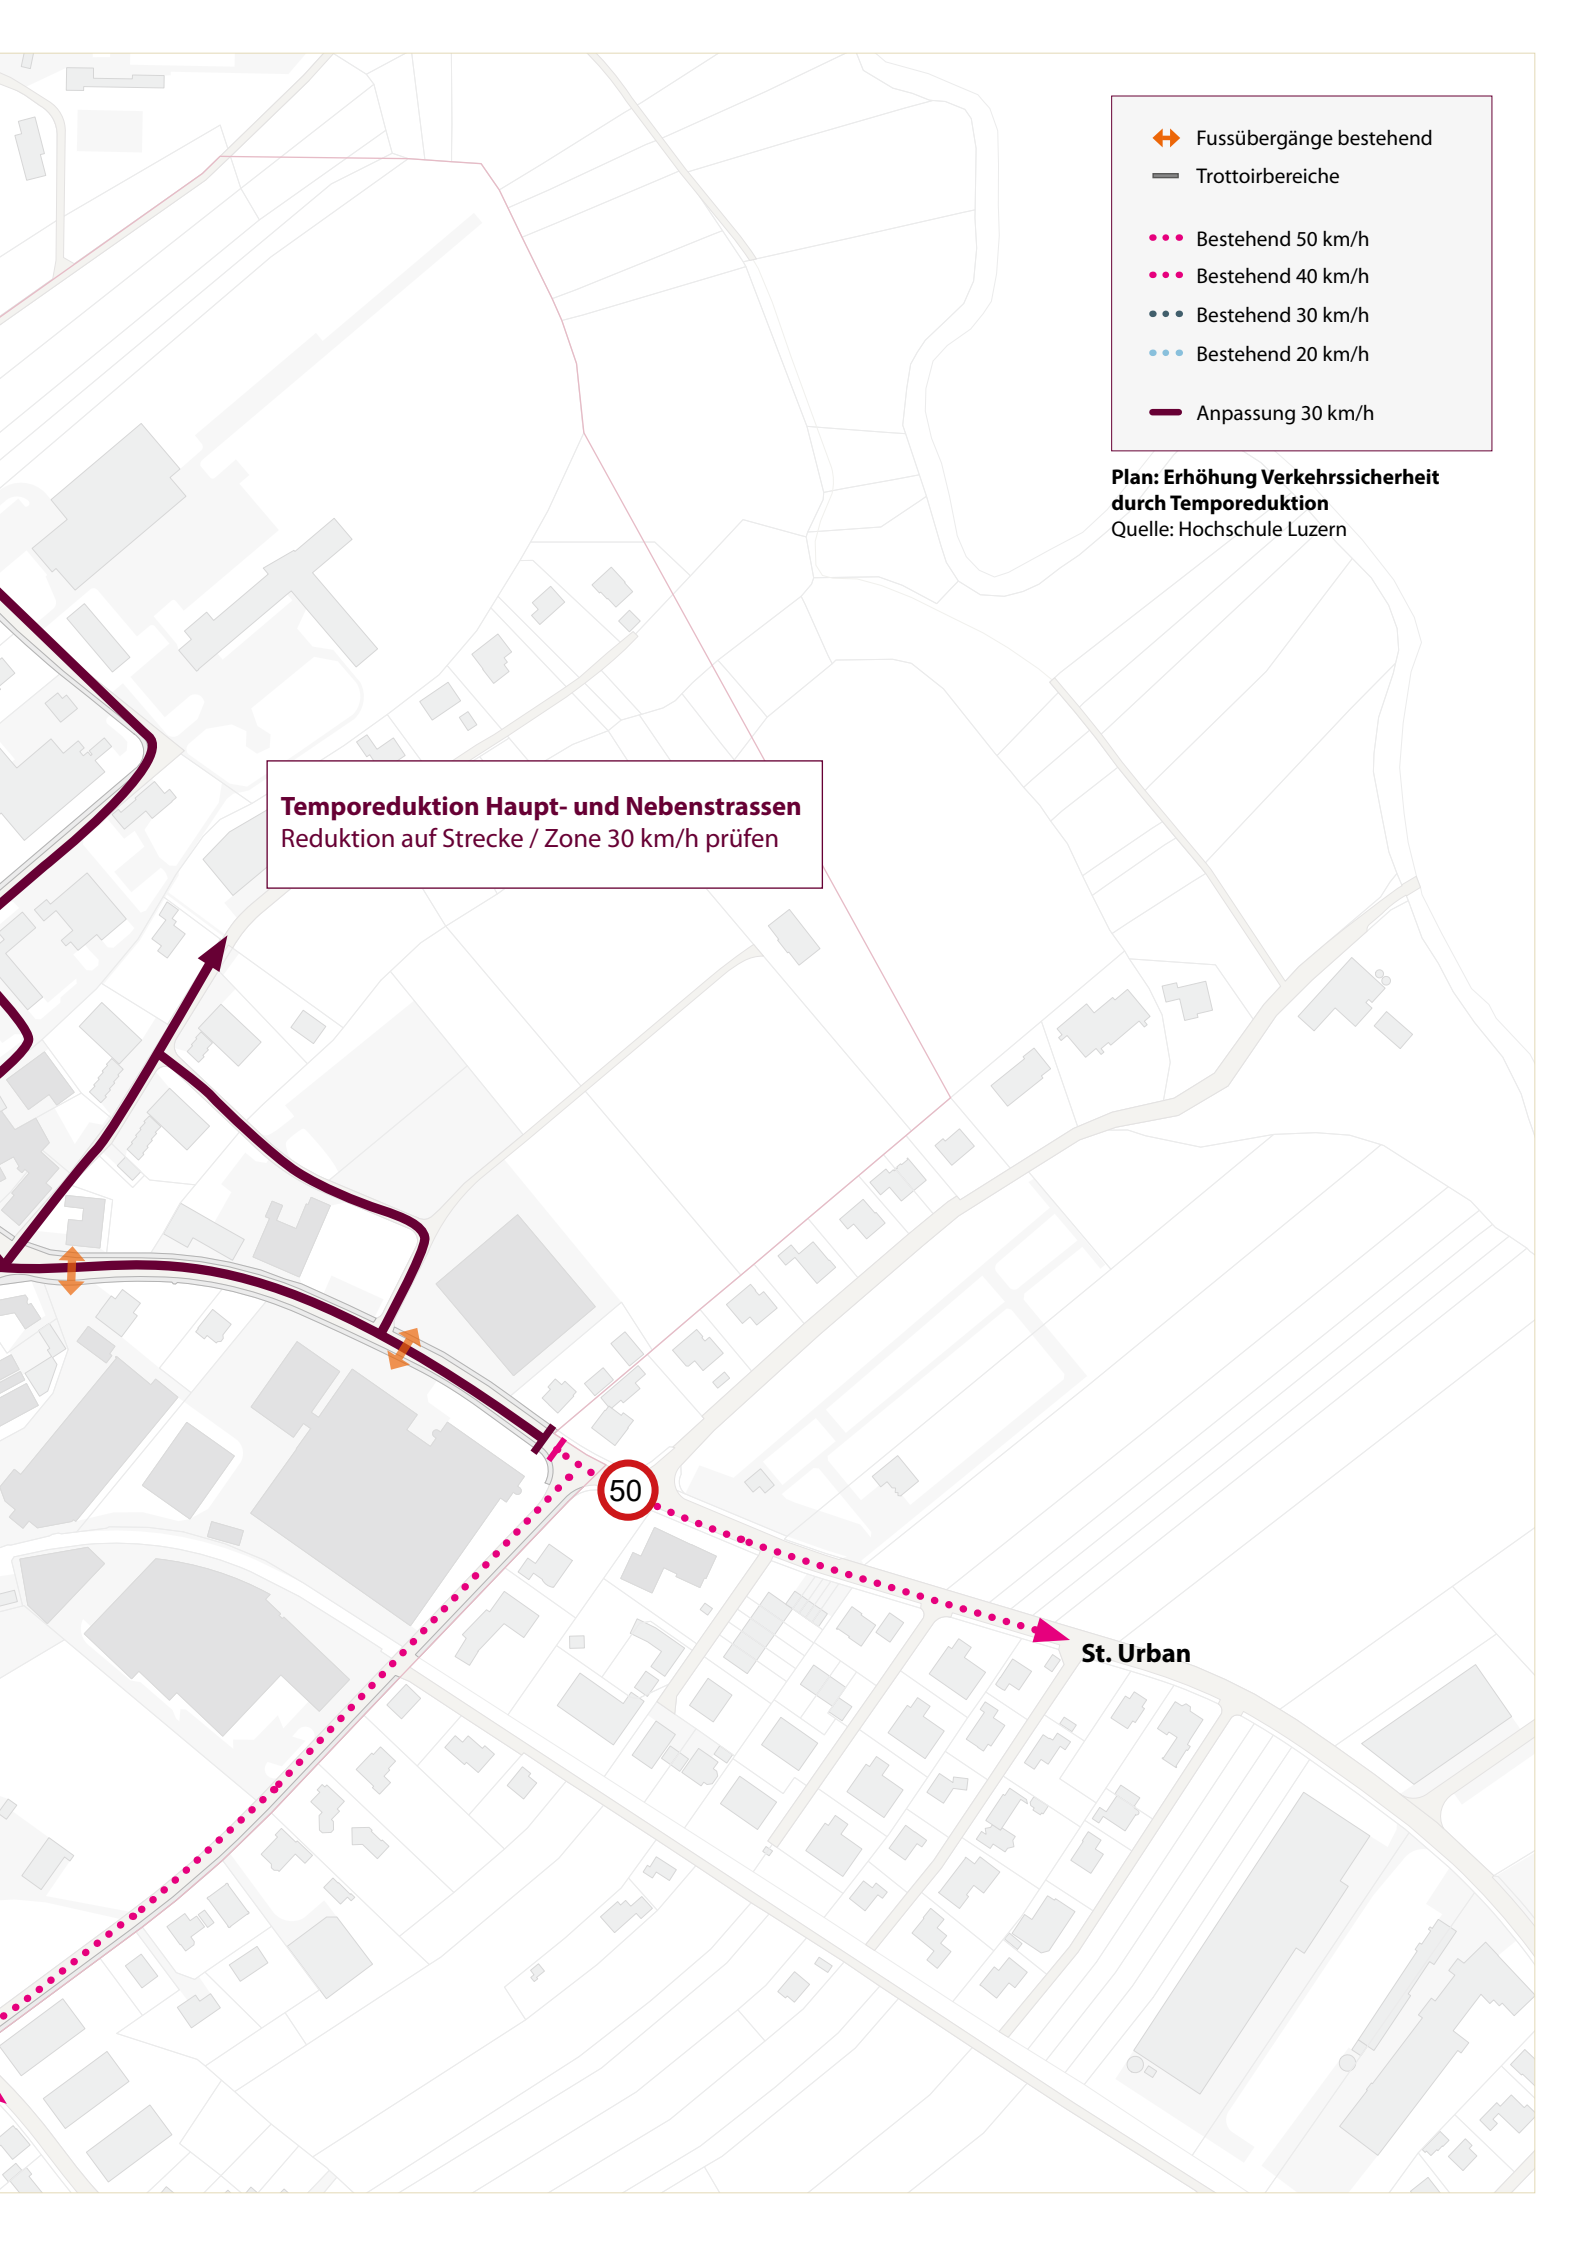 Fussübergänge bestehend
Trottoirbereiche
Bestehend 50 km/h
Bestehend 40 km/h
Bestehend 30 km/h
Bestehend 20 km/h
Anpassung 30 km/h
Plan: Erhöhung Verkehrssicherheit
durch Temporeduktion
Quelle: Hochschule Luzern
Temporeduktion Haupt- und Nebenstrassen
Reduktion auf Strecke / Zone 30 km/h prüfen
50
St. Urban